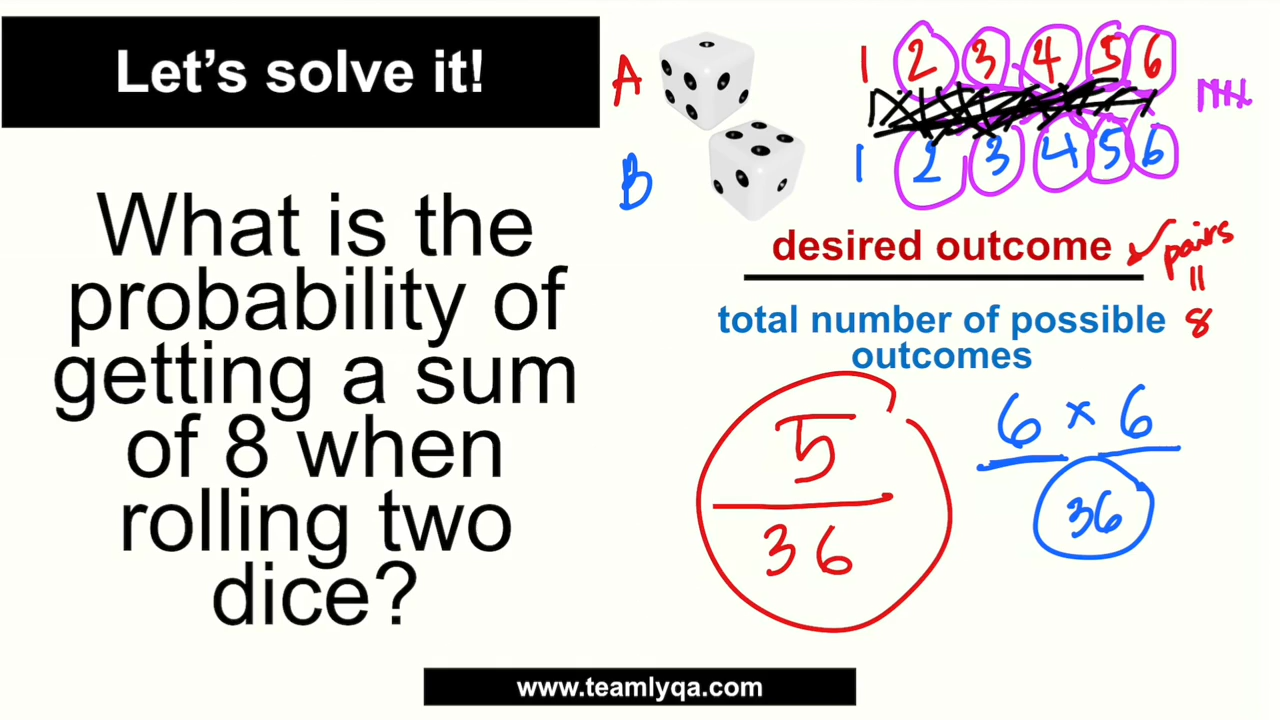 Let's solve it!
What is the
probability of
getting a sum
of 8 when
rolling two
dice?
A
1 2 3 4 5 6
B
1 2 3 4 5 6
desired outcome
pairs
8
total number of possible
outcomes
5
36
6 x 6
36
www.teamlyqa.com